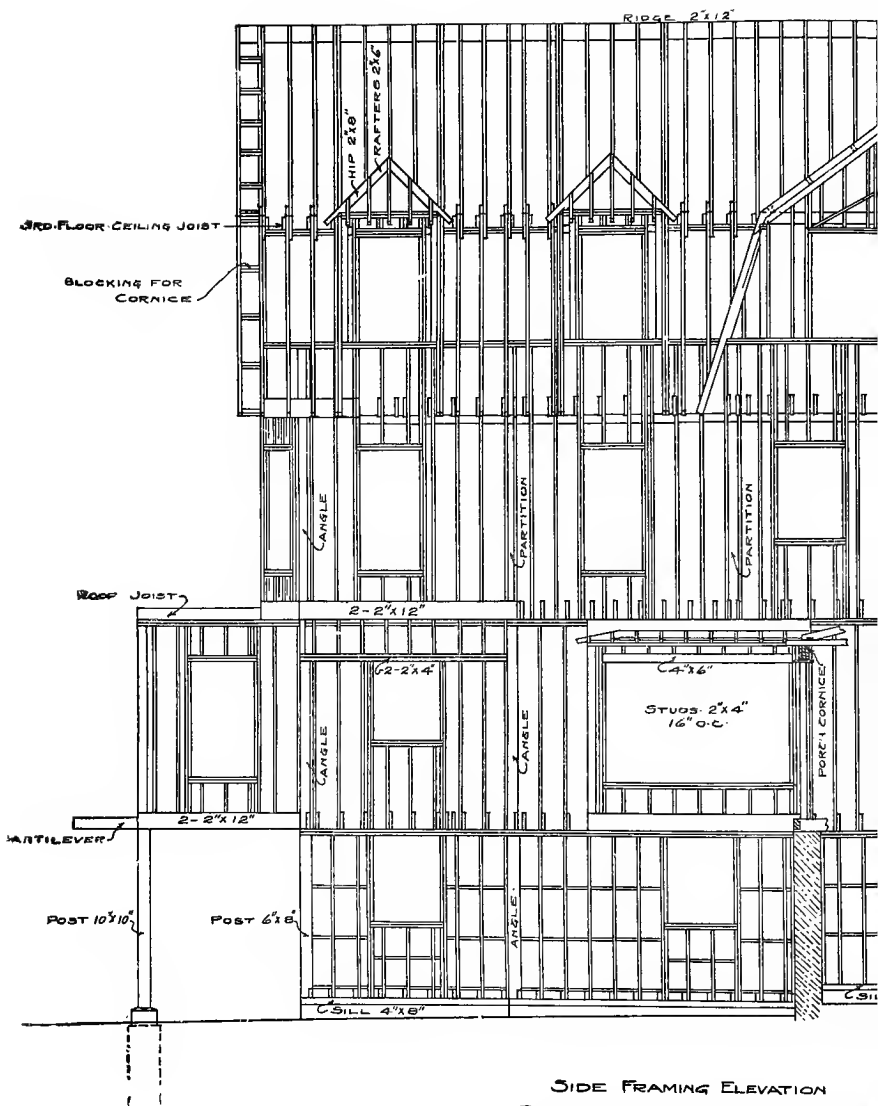 RIDGE 2"X12"
HIP 2"X8"
RAFTERS 2"X6"
3RD. FLOOR CEILING JOIST
BLOCKING FOR
CORNICE
ANGLE
PARTITION
PARTITION
ROOF JOIST
2-2"X12"
2-2"X4"
4"X6"
STUDS. 2"X4"
16" O.C.
PORCH CORNICE
ANGLE
ANGLE
2-2"X12"
ANTILEVER
POST 10"X10"
POST 6"X8"
ANGLE.
SILL 4"X8"
SIL
SIDE FRAMING ELEVATION